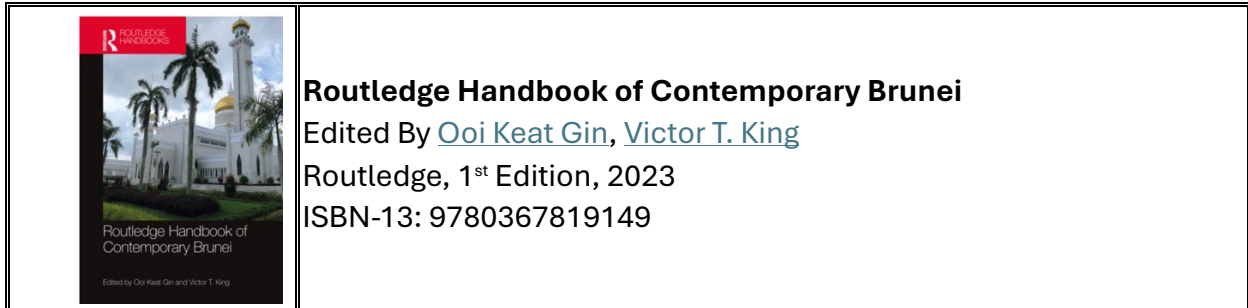 ROUTLEDGE
HANDBOOKS
Routledge Handbook of
Contemporary Brunei
Edited by Ooi Keat Gin and Victor T. King
Routledge Handbook of Contemporary Brunei
Edited By Ooi Keat Gin, Victor T. King
Routledge, 1st Edition, 2023
ISBN-13: 9780367819149